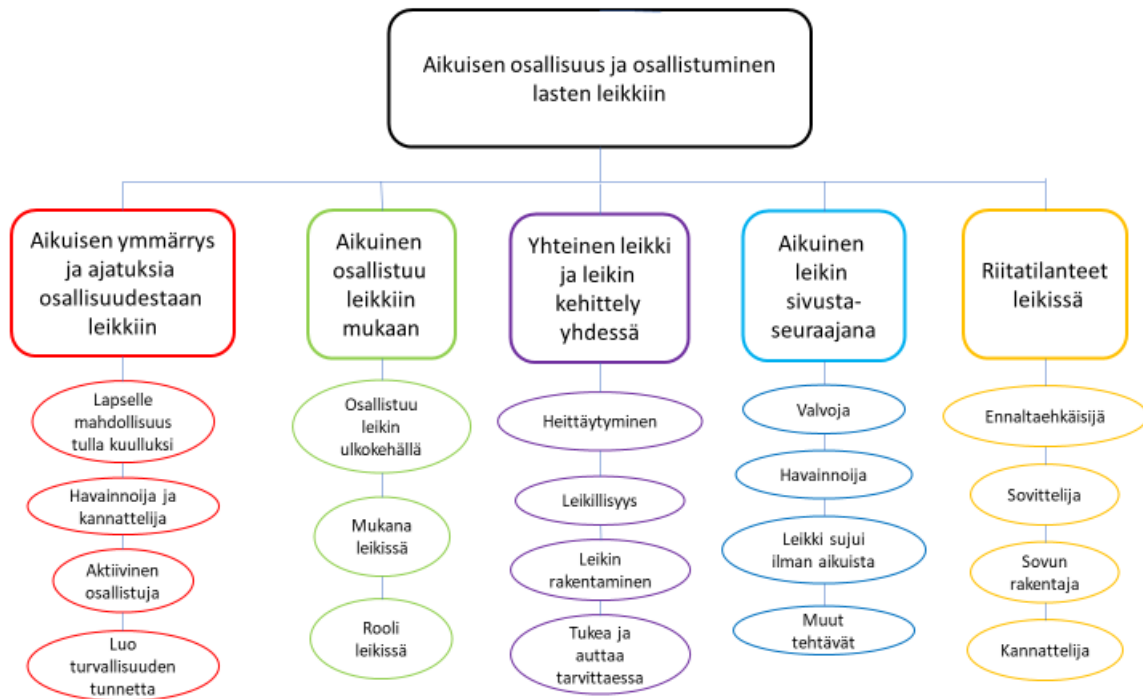 Aikuisen osallisuus ja osallistuminen
lasten leikkiin
Aikuisen ymmärrys
ja ajatuksia
osallisuudestaan
leikkiin
Lapselle
mahdollisuus
tulla kuulluksi
Havainnoija ja
kannattelija
Aktiivinen
osallistuja
Luo
turvallisuuden
tunnetta
Aikuinen
osallistuu
leikkiin
mukaan
Osallistuu
leikin
ulkokehällä
Mukana
leikissä
Rooli
leikissä
Yhteinen leikki
ja leikin
kehittely
yhdessä
Heittäytyminen
Leikillisyys
Leikin
rakentaminen
Tukea ja
auttaa
tarvittaessa
Aikuinen
leikin
sivusta-
seuraajana
Valvoja
Havainnoija
Leikki sujui
ilman aikuista
Muut
tehtävät
Riitatilanteet
leikissä
Ennaltaehkäisijä
Sovittelija
Sovun
rakentaja
Kannattelija